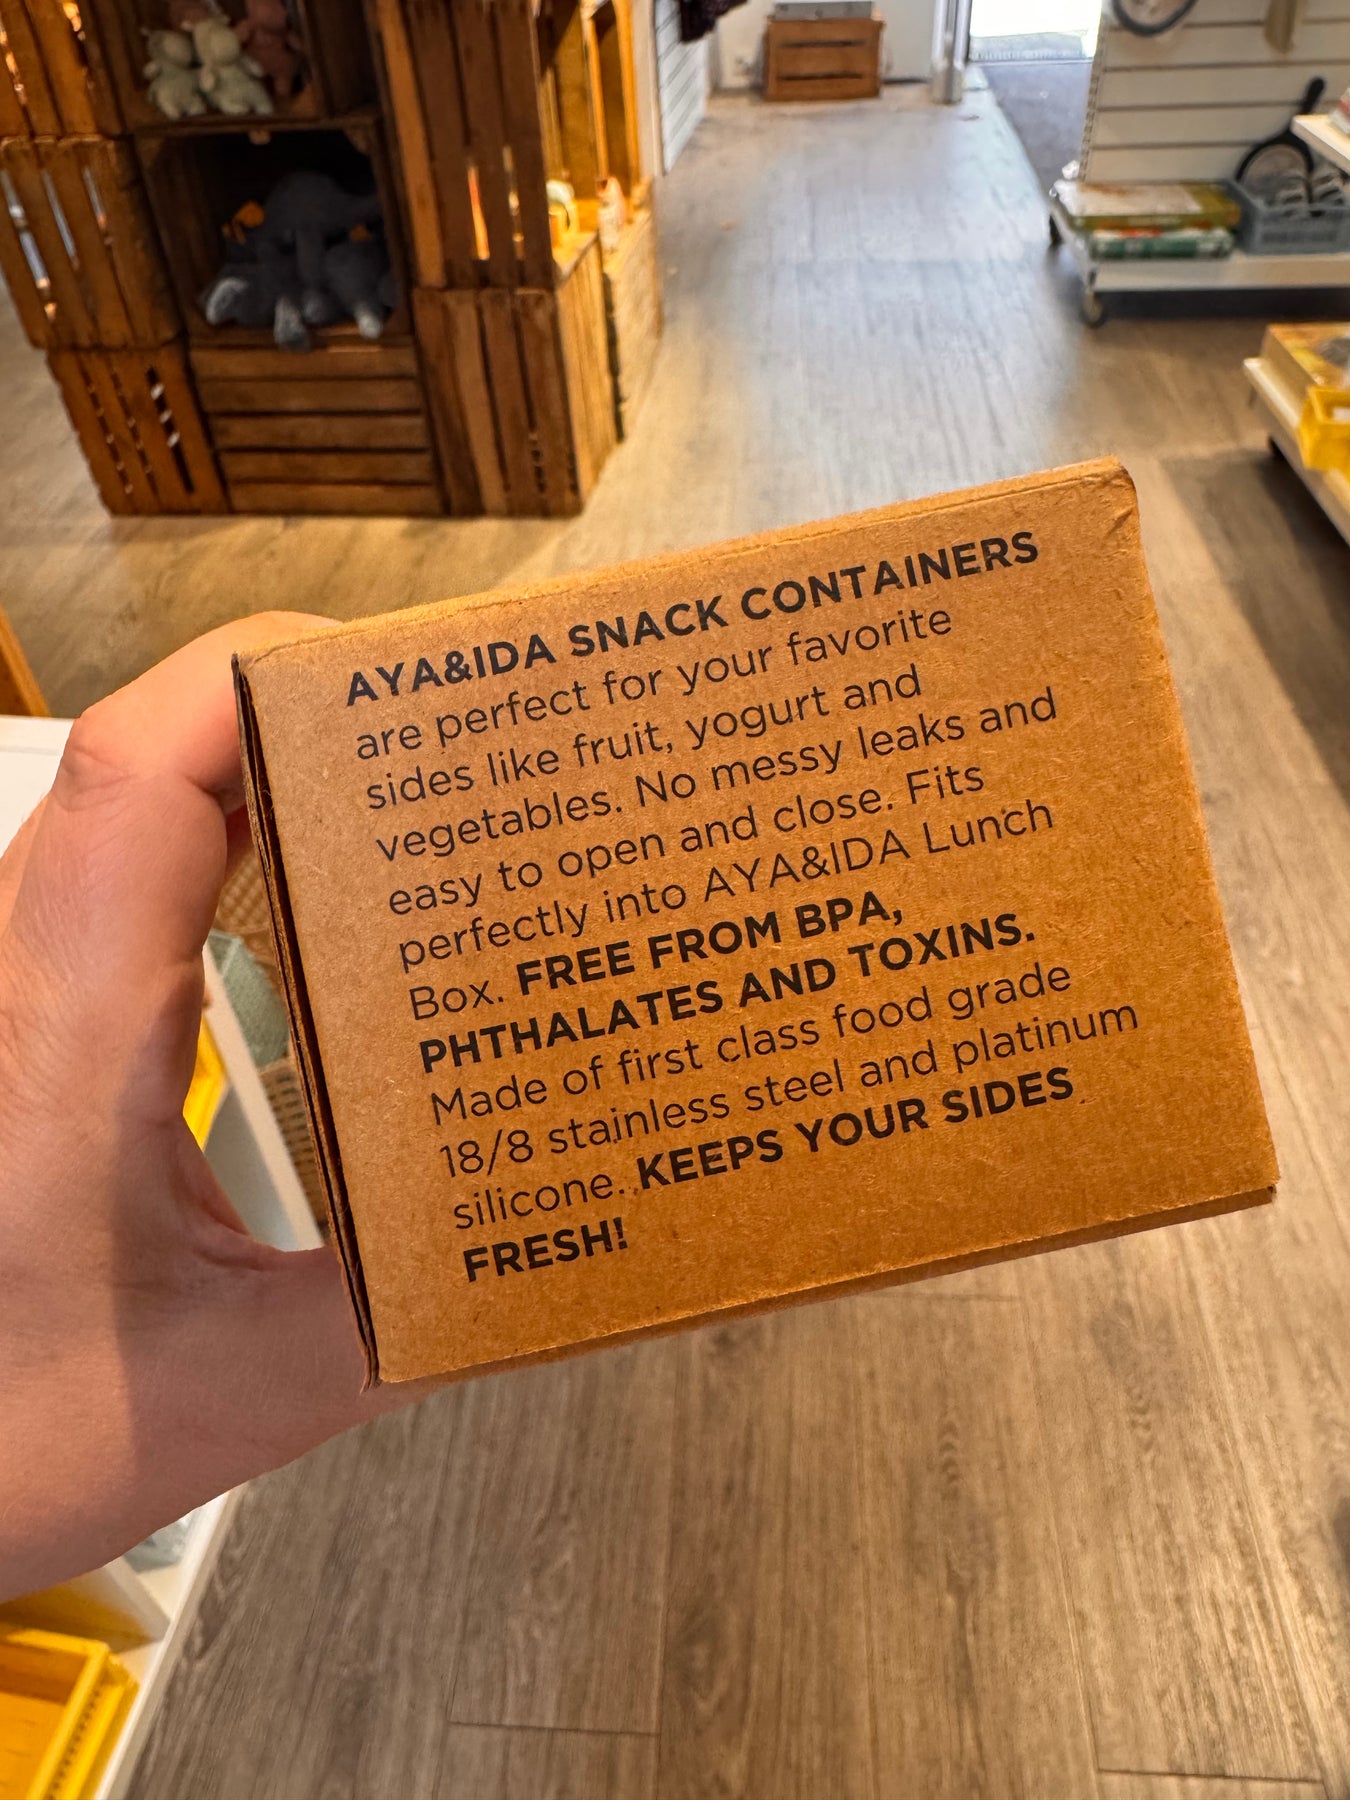 AYA&IDA SNACK CONTAINERS
are perfect for your favorite
sides like fruit, yogurt and
vegetables. No messy leaks and
easy to open and close. Fits
perfectly into AYA&IDA Lunch
Box. FREE FROM BPA,
PHTHALATES AND TOXINS.
Made of first class food grade
18/8 stainless steel and platinum
silicone. KEEPS YOUR SIDES
FRESH!